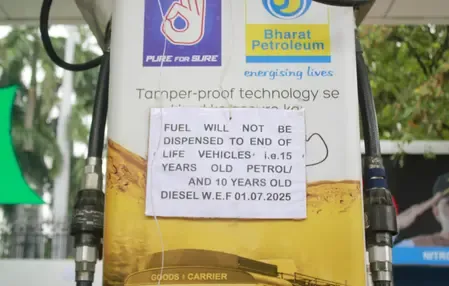 PURE FOR SURE
Bharat
Petroleum
energising lives
Tamper-proof technology se
FUEL WILL NOT BE
DISPENSED TO END OF
LIFE VEHICLES i.e.15
YEARS OLD PETROL/
AND 10 YEARS OLD
DIESEL W.E.F 01.07.2025
GOODS CARRIER
NITRO